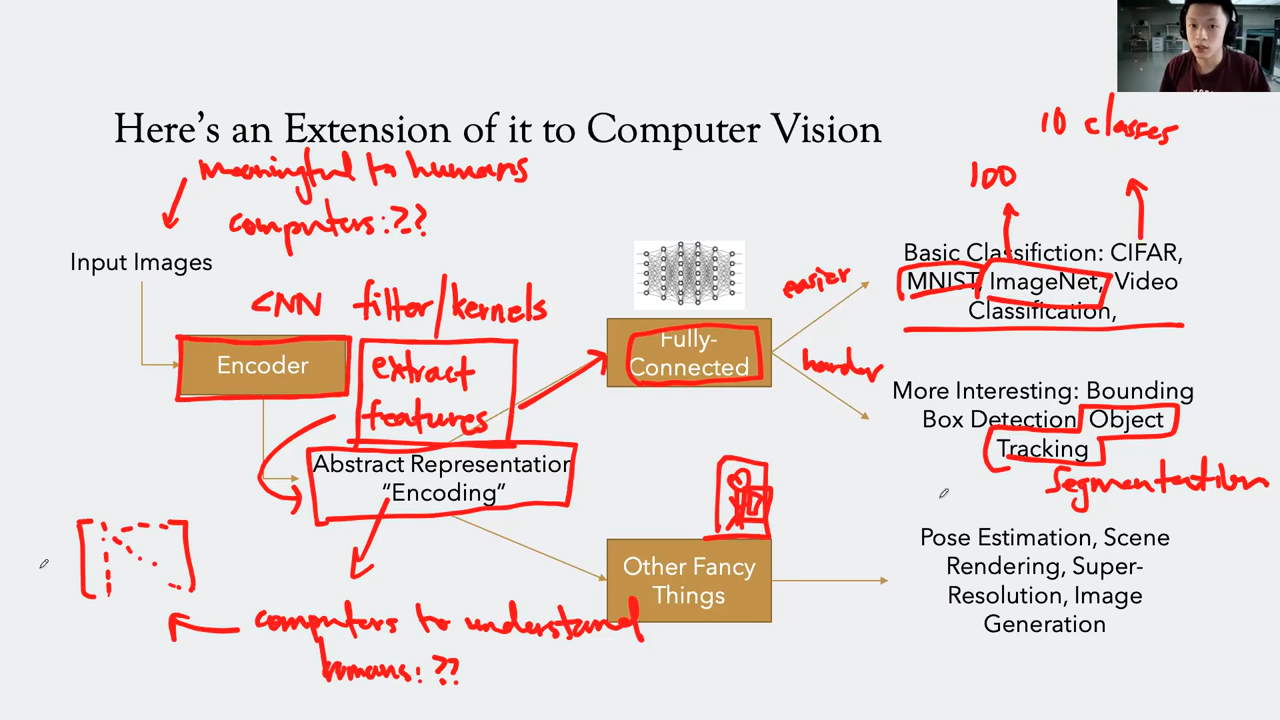 Here's an Extension of it to Computer Vision
10 classes
meaningful to humans
computers:??
100
Input Images
Basic Classifiction: CIFAR,
MNIST, ImageNet, Video
Classification,
easier
CNN filter/kernels
Encoder
extract
features
Fully-
Connected
harder
More Interesting: Bounding
Box Detection, Object
Tracking
segmentation
Abstract Representation
"Encoding"
Other Fancy
Things
Pose Estimation, Scene
Rendering, Super-
Resolution, Image
Generation
computers to understand
humans: ??